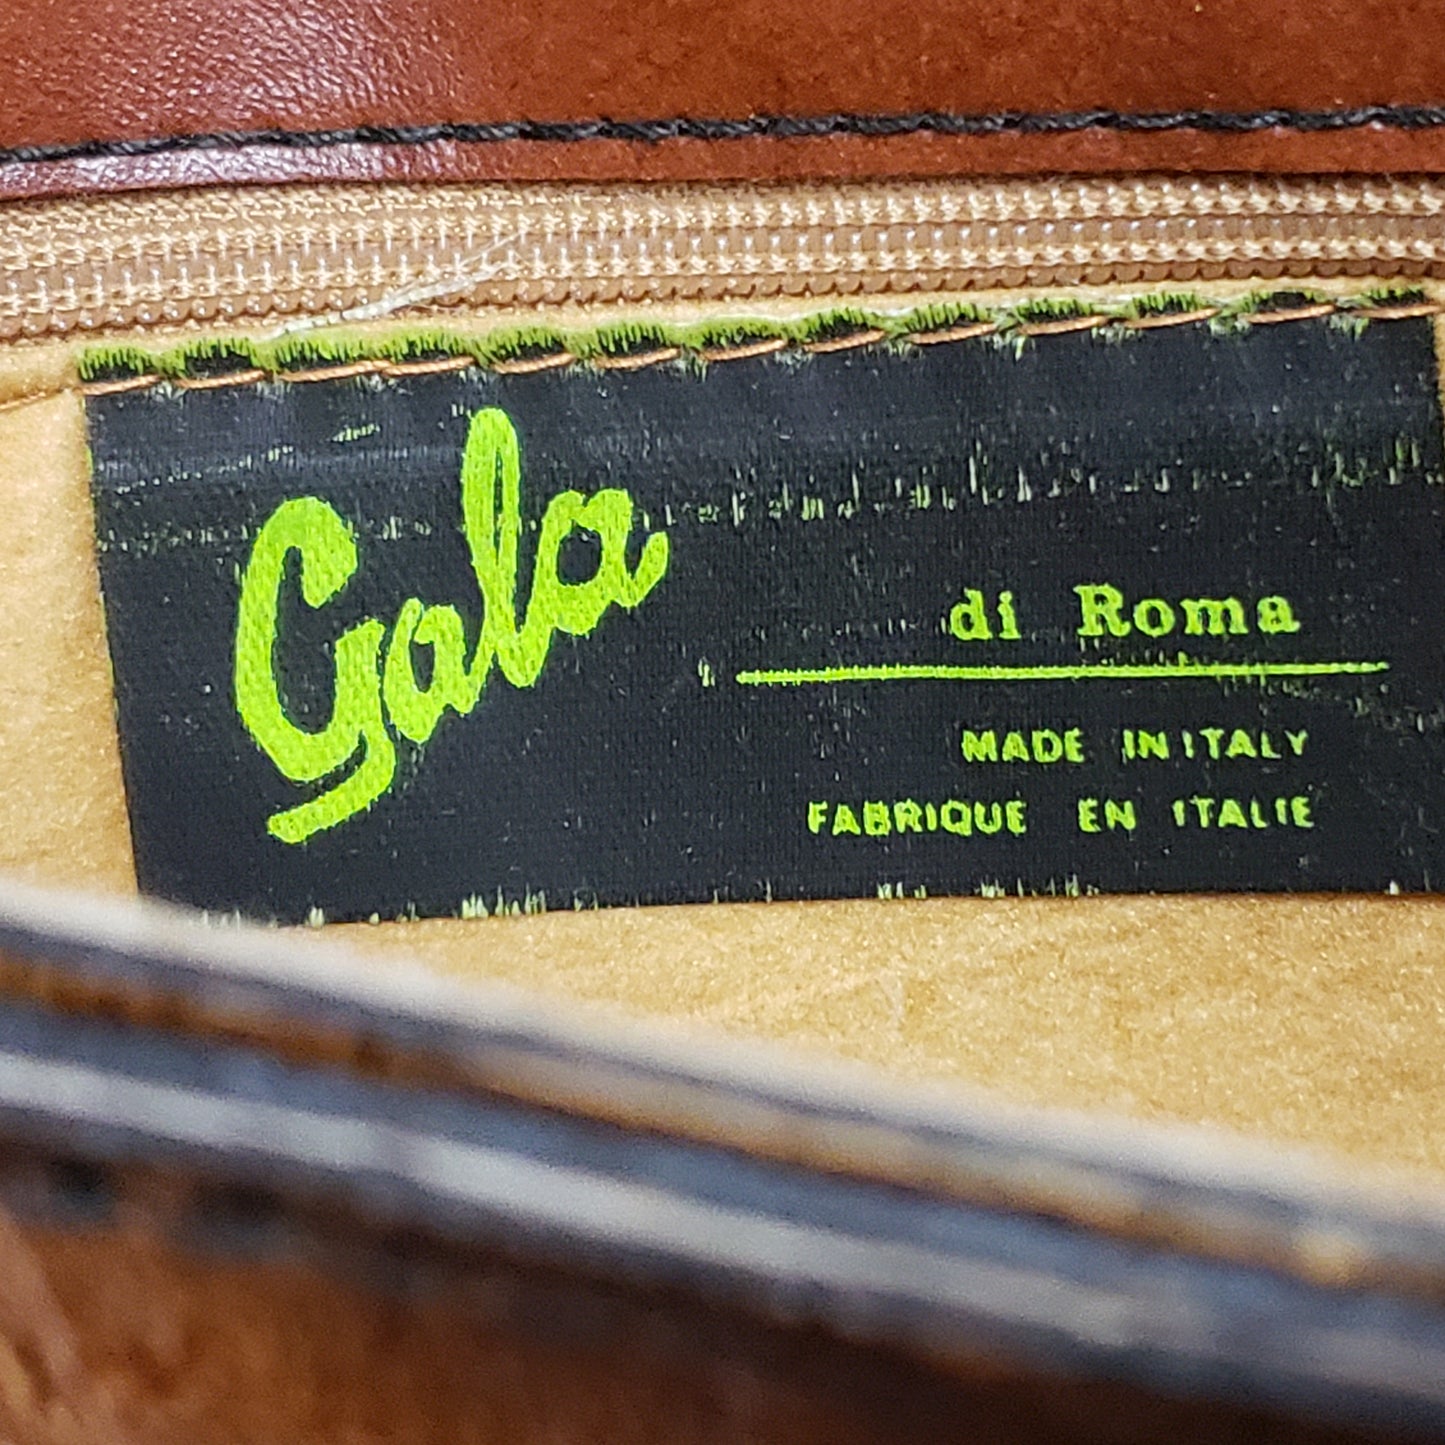 Gala
di Roma
MADE IN ITALY
FABRIQUE EN ITALIE